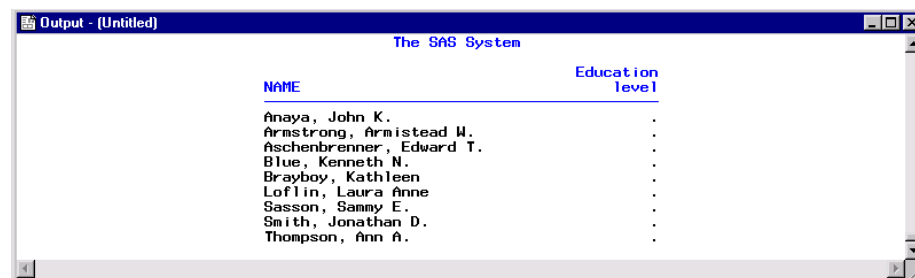 Output - (Untitled)
The SAS System
Education
NAME level
Anaya, John K. .
Armstrong, Armistead W. .
Aschenbrenner, Edward T. .
Blue, Kenneth N. .
Brayboy, Kathleen .
Loflin, Laura Anne .
Sasson, Sammy E. .
Smith, Jonathan D. .
Thompson, Ann A. .